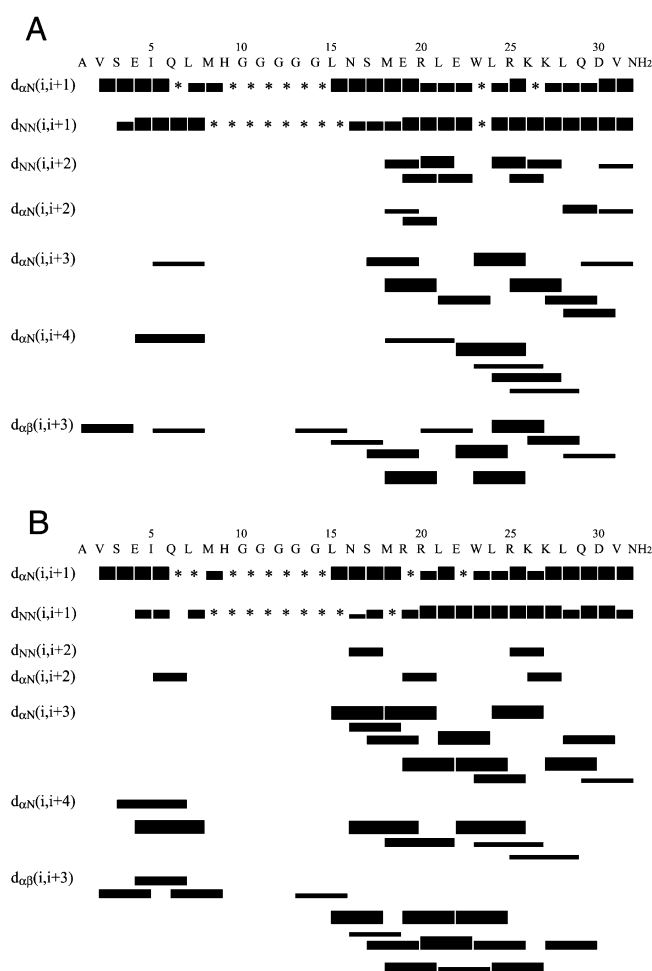 A
5 10 15 20 25 30
A V S E I Q L M H G G G G G L N S M E R L E W L R K K L Q D V NH2
dαN(i,i+1) * * * * * * * * *
dNN(i,i+1) * * * * * * * * *
dNN(i,i+2)
dαN(i,i+2)
dαN(i,i+3)
dαN(i,i+4)
dαβ(i,i+3)
B
5 10 15 20 25 30
A V S E I Q L M H G G G G G L N S M R R L E W L R K K L Q D V NH2
dαN(i,i+1) * * * * * * * * * *
dNN(i,i+1) * * * * * * * * *
dNN(i,i+2)
dαN(i,i+2)
dαN(i,i+3)
dαN(i,i+4)
dαβ(i,i+3)